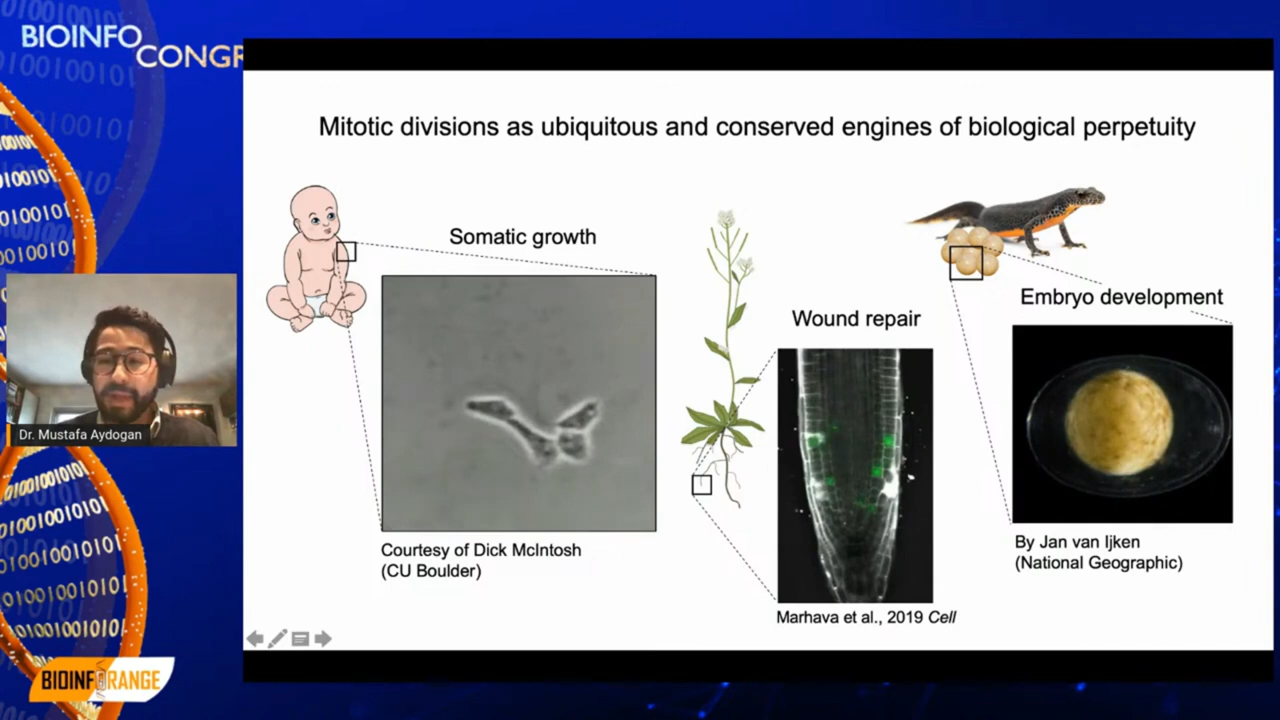 BIOINFO
CONGR
Mitotic divisions as ubiquitous and conserved engines of biological perpetuity
Somatic growth
Courtesy of Dick McIntosh
(CU Boulder)
Wound repair
Marhava et al., 2019 Cell
Embryo development
By Jan van Ijken
(National Geographic)
Dr. Mustafa Aydogan
BIOINFORANGE